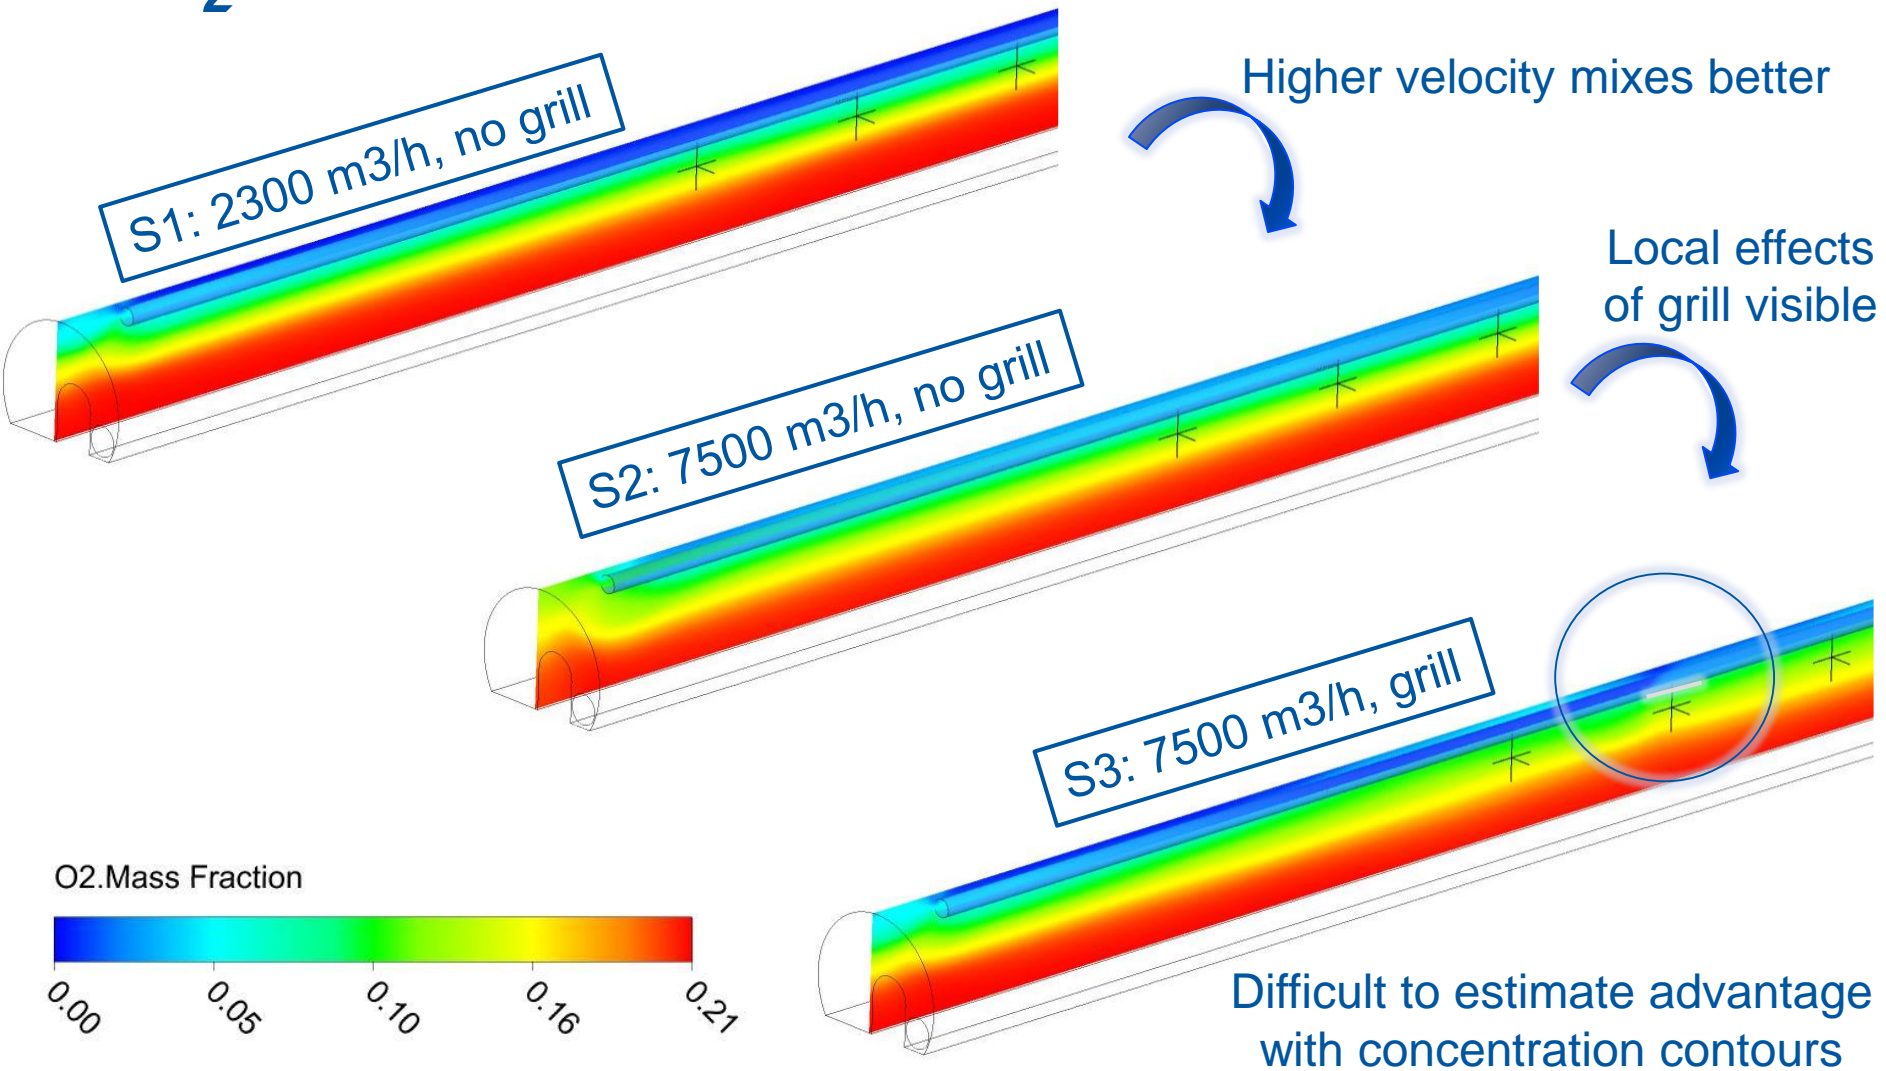 2
Higher velocity mixes better
S1: 2300 m3/h, no grill
Local effects
of grill visible
S2: 7500 m3/h, no grill
S3: 7500 m3/h, grill
O2.Mass Fraction
0.00 0.05 0.10 0.16 0.21
Difficult to estimate advantage
with concentration contours